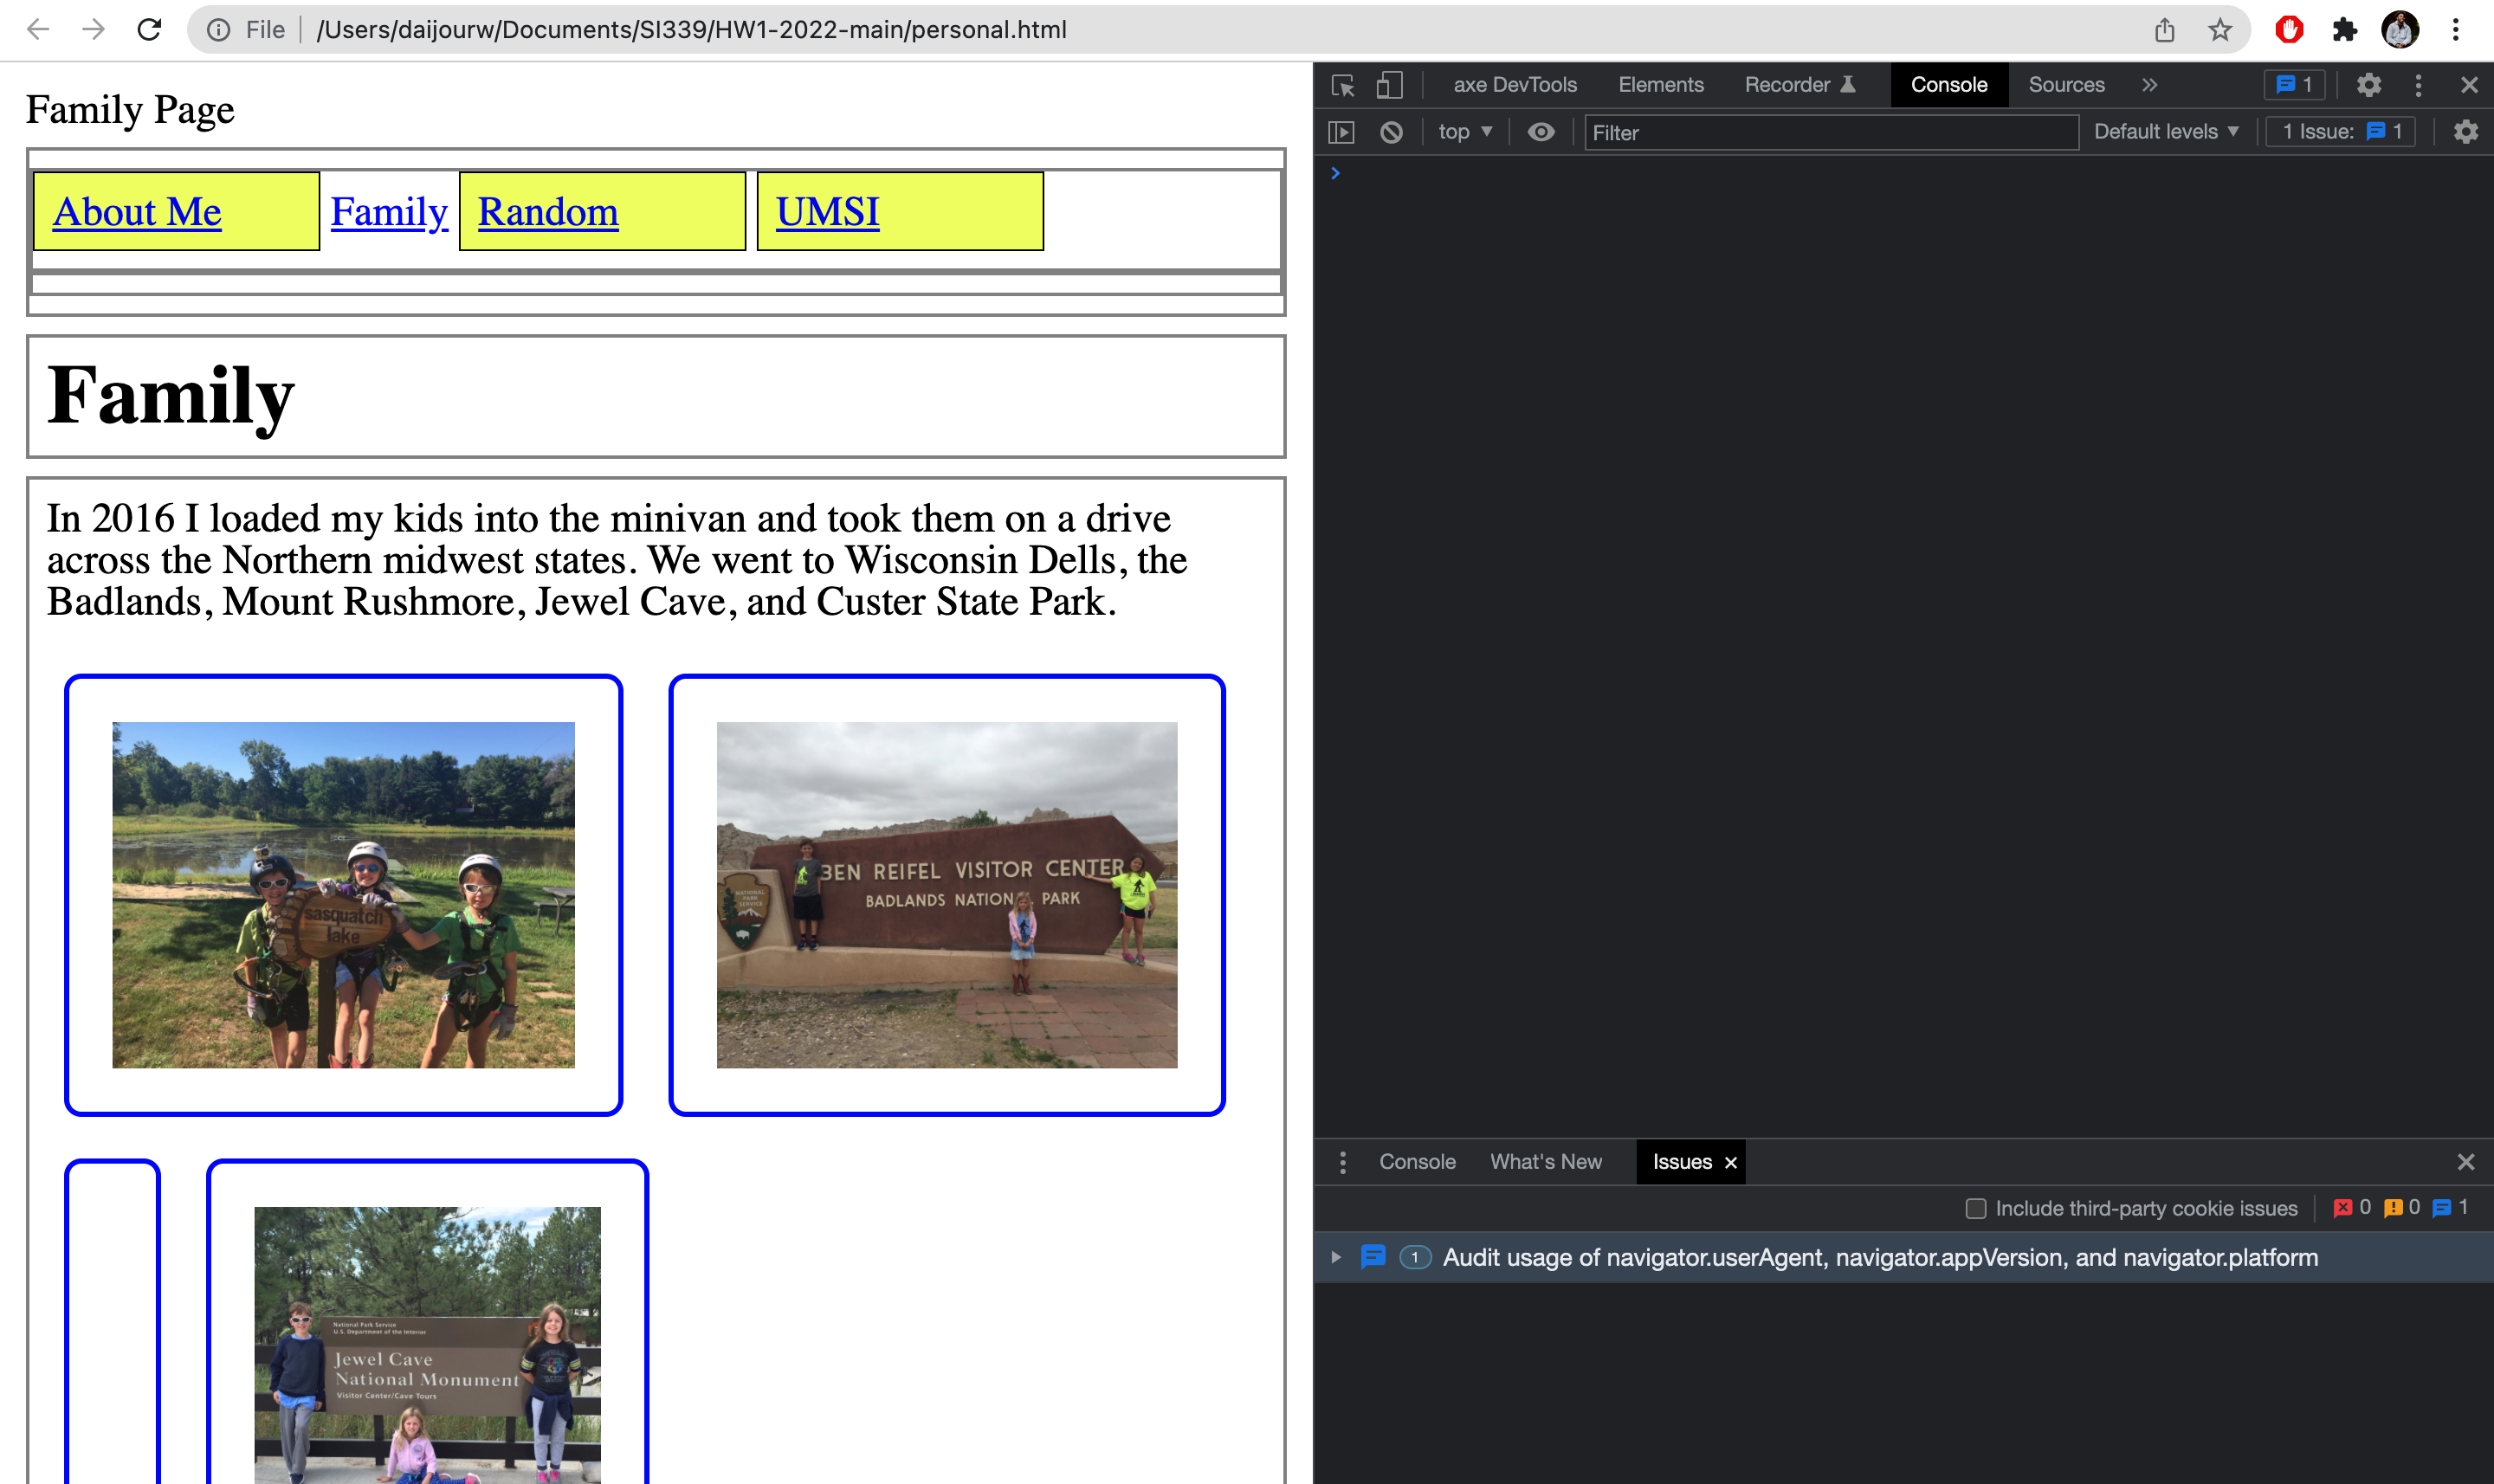 File
/Users/daijourw/Documents/SI339/HW1-2022-main/personal.html
Family Page
About Me Family Random UMSI
Family
In 2016 I loaded my kids into the minivan and took them on a drive
across the Northern midwest states. We went to Wisconsin Dells, the
Badlands, Mount Rushmore, Jewel Cave, and Custer State Park.
sasquatch
lake
BEN REIFEL VISITOR CENTER
BADLANDS NATION PARK
NATIONAL
PARK
SERVICE
National Park Service
U.S. Department of the Interior
Jewel Cave
National Monument
Visitor Center/Cave Tours
axe DevTools Elements Recorder Console Sources 1
top Filter Default levels 1 Issue: 1
Console What's New Issues
Include third-party cookie issues 0 0 1
1 Audit usage of navigator.userAgent, navigator.appVersion, and navigator.platform